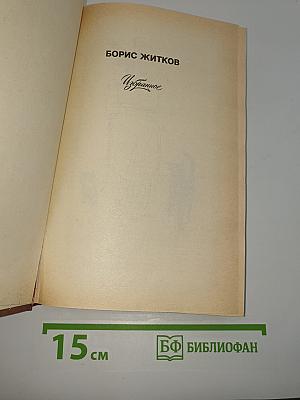 БОРИС ЖИТКОВ
Избранное
15 см
БФ БИБЛИОФАН